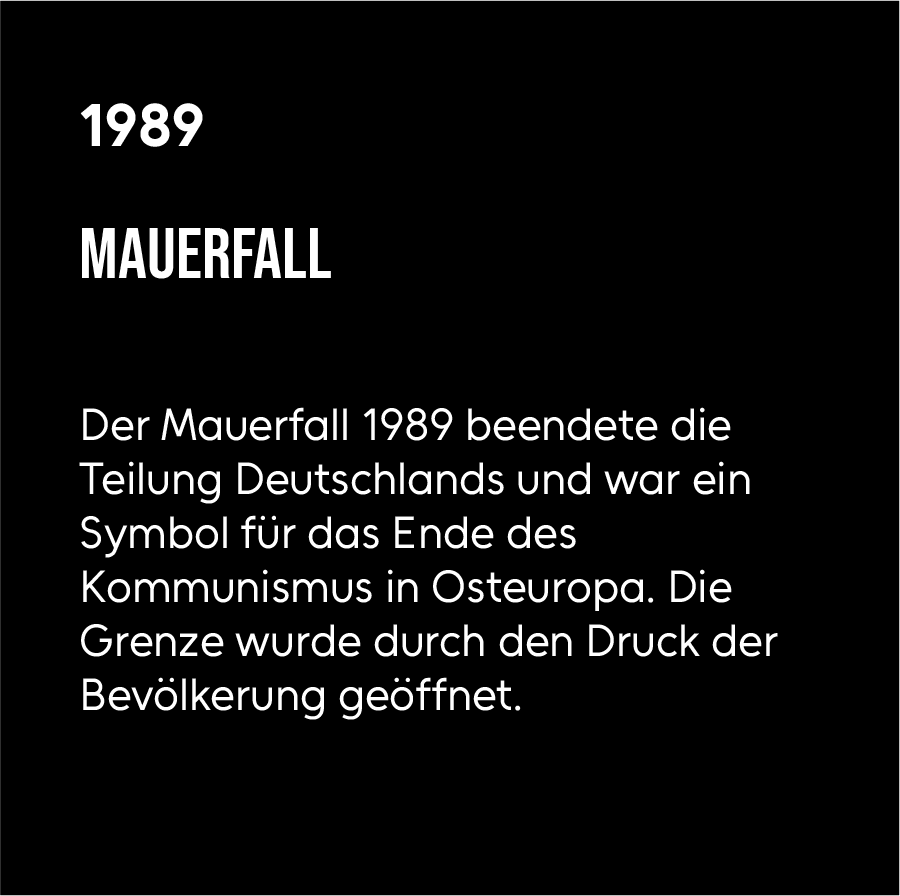 1989
MAUERFALL
Der Mauerfall 1989 beendete die
Teilung Deutschlands und war ein
Symbol für das Ende des
Kommunismus in Osteuropa. Die
Grenze wurde durch den Druck der
Bevölkerung geöffnet.